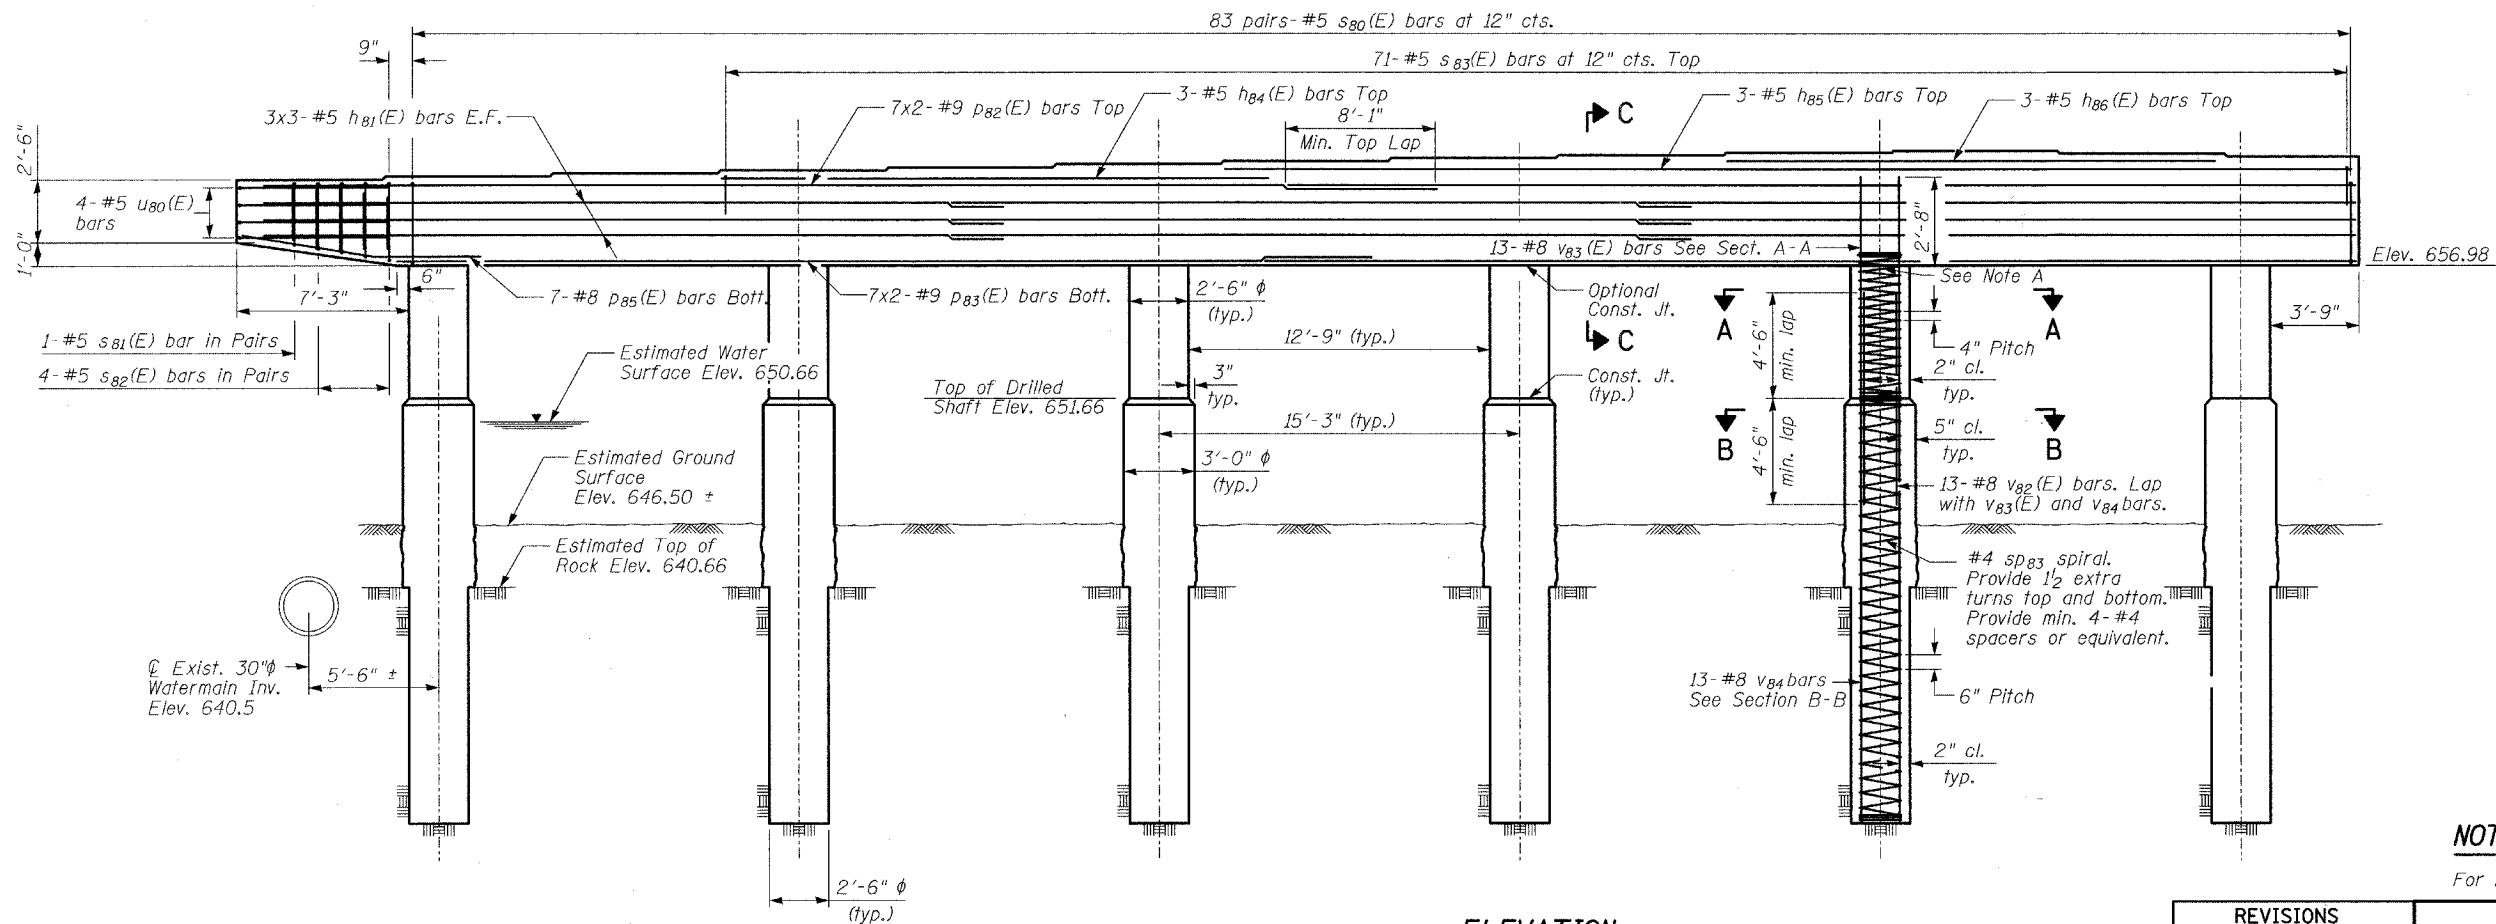 83 pairs- #5 s80(E) bars at 12" cts.
9"
71- #5 s83(E) bars at 12" cts. Top
3x3- #5 h81(E) bars E.F.
7x2- #9 p82(E) bars Top
3- #5 h84(E) bars Top
8'-1"
Min. Top Lap
C
3- #5 h85(E) bars Top
3- #5 h86(E) bars Top
2'-6"
4- #5 u80(E)
bars
1'-0"
13- #8 v83(E) bars See Sect. A-A
2'-8"
Elev. 656.98
See Note A
6"
7'-3"
7- #8 p85(E) bars Bott.
7x2- #9 p83(E) bars Bott.
2'-6" ϕ
(typ.)
Optional
Const. Jt.
A
A
3'-9"
1- #5 s81(E) bar in Pairs
4- #5 s82(E) bars in Pairs
Estimated Water
Surface Elev. 650.66
12'-9" (typ.)
C
4'-6"
min. lap
4" Pitch
Top of Drilled
Shaft Elev. 651.66
3"
typ.
Const. Jt.
(typ.)
2" cl.
typ.
15'-3" (typ.)
B
B
4'-6"
min. lap
5" cl.
typ.
Estimated Ground
Surface
Elev. 646.50 ±
3'-0" ϕ
(typ.)
13- #8 v82(E) bars. Lap
with v83(E) and v84 bars.
Estimated Top of
Rock Elev. 640.66
#4 sp83 spiral.
Provide 1½ extra
turns top and bottom.
Provide min. 4- #4
spacers or equivalent.
℄ Exist. 30"ϕ
Watermain Inv.
Elev. 640.5
5'-6" ±
13- #8 v84 bars
See Section B-B
6" Pitch
2" cl.
typ.
2'-6" ϕ
(typ.)
NOT
For
ELEVATION
REVISIONS